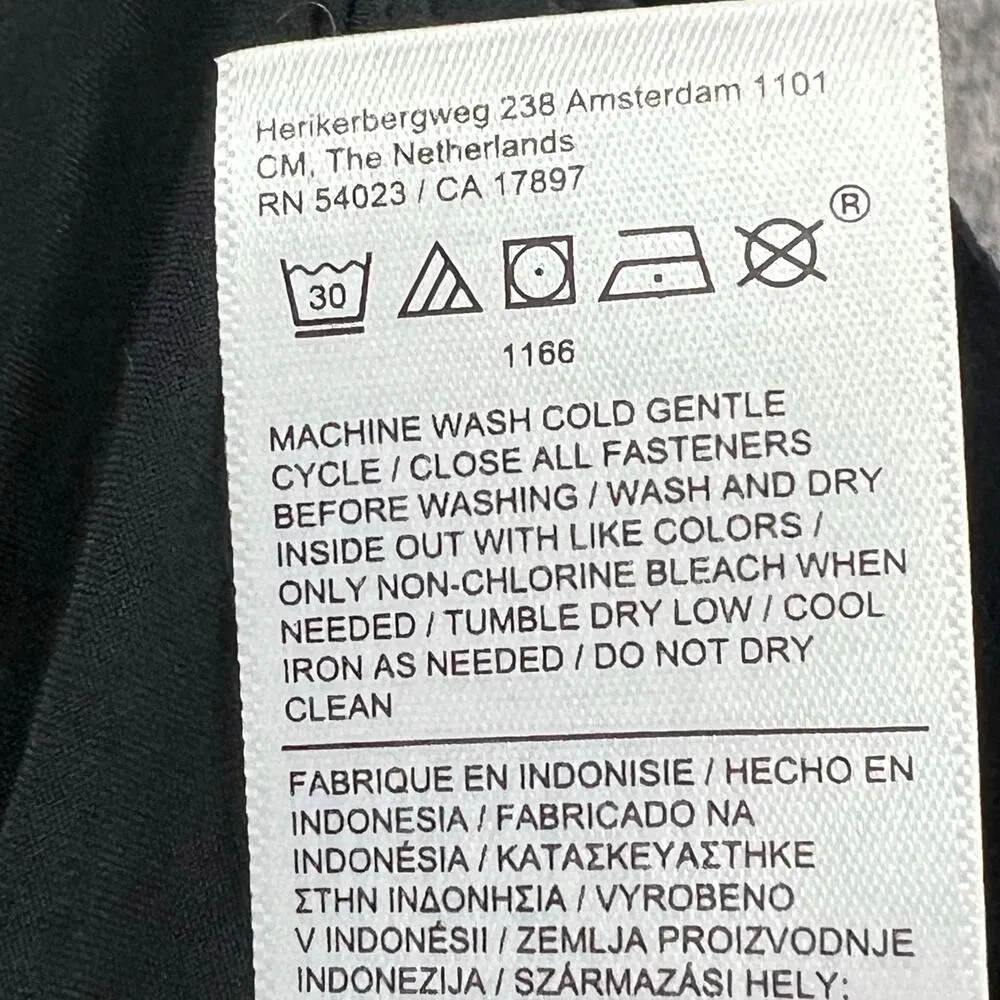 Herikerbergweg 238 Amsterdam 1101
CM, The Netherlands
RN 54023 / CA 17897
®
30
1166
MACHINE WASH COLD GENTLE
CYCLE / CLOSE ALL FASTENERS
BEFORE WASHING / WASH AND DRY
INSIDE OUT WITH LIKE COLORS /
ONLY NON-CHLORINE BLEACH WHEN
NEEDED / TUMBLE DRY LOW / COOL
IRON AS NEEDED / DO NOT DRY
CLEAN
FABRIQUE EN INDONISIE / HECHO EN
INDONESIA / FABRICADO NA
INDONÉSIA / ΚΑΤΑΣΚΕΥΑΣΤΗΚΕ
ΣΤΗΝ ΙΝΔΟΝΗΣΙΑ / VYROBENO
V INDONÉSII / ZEMLJA PROIZVODNJE
INDONEZIJA / SZÁRMAZÁSI HELY: